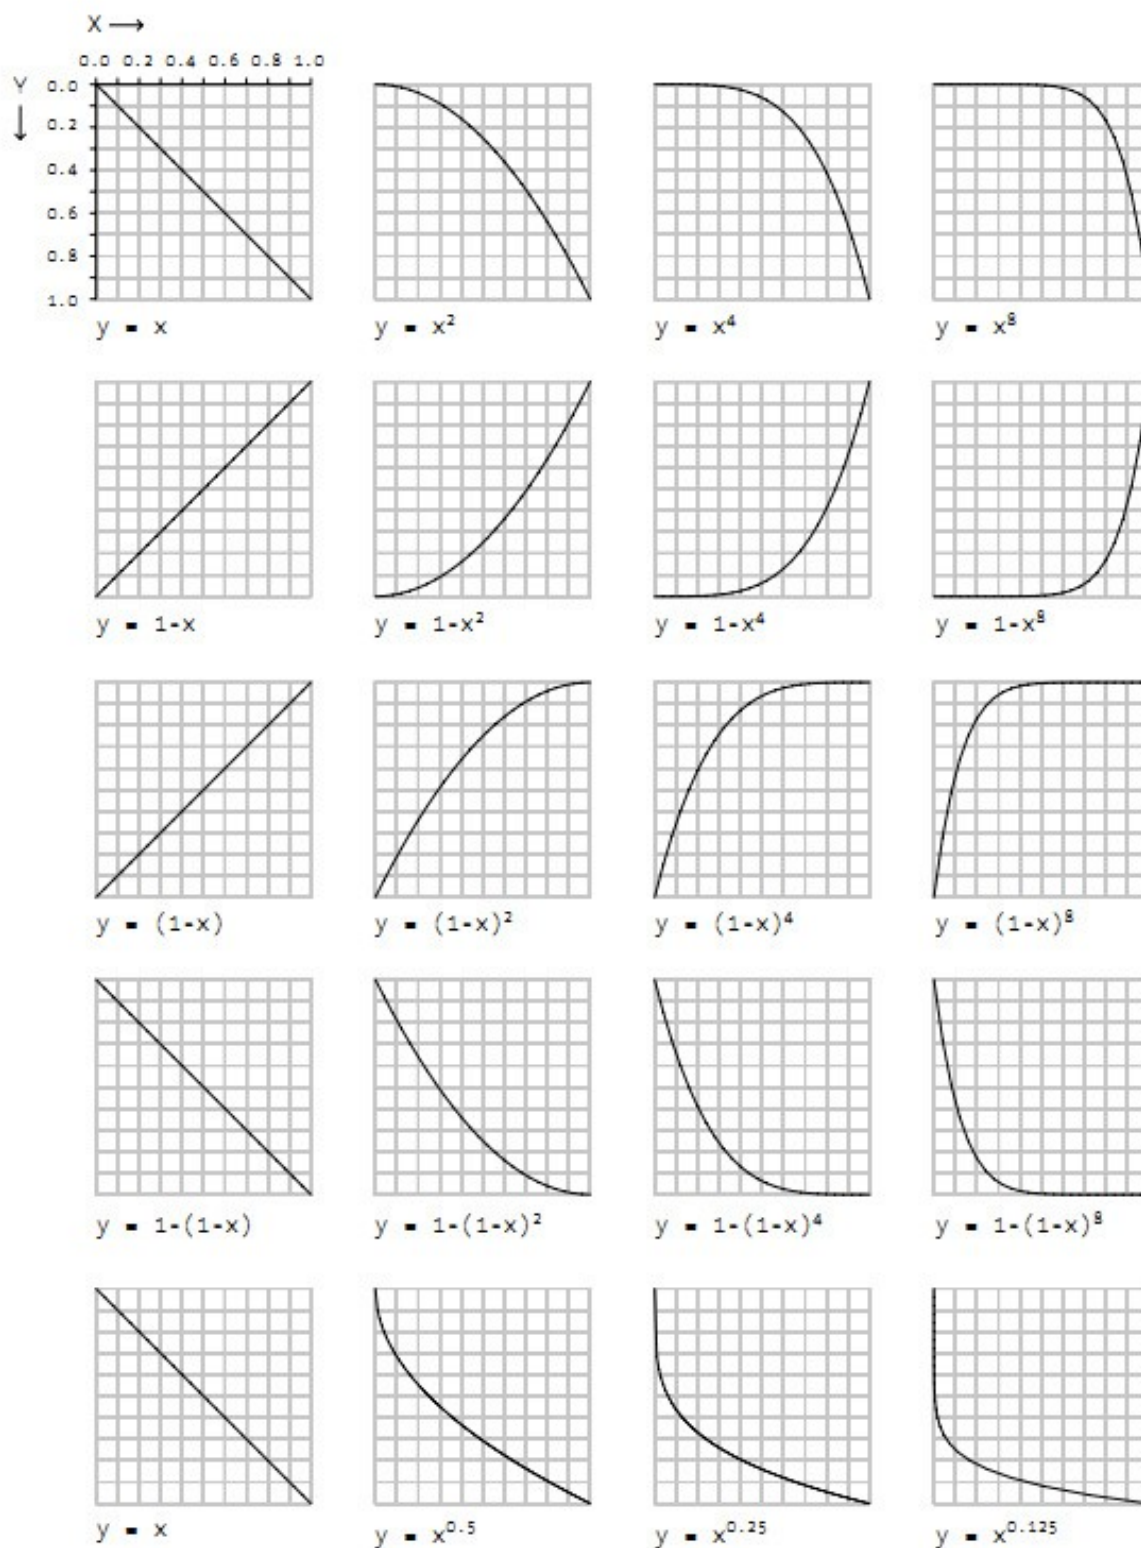 X ⟶
0.0 0.2 0.4 0.6 0.8 1.0
Y
↓
0.0
0.2
0.4
0.6
0.8
1.0
y = x
y = x²
y = x⁴
y = x⁸
y = 1-x
y = 1-x²
y = 1-x⁴
y = 1-x⁸
y = (1-x)
y = (1-x)²
y = (1-x)⁴
y = (1-x)⁸
y = 1-(1-x)
y = 1-(1-x)²
y = 1-(1-x)⁴
y = 1-(1-x)⁸
y = x
y = x^0.5
y = x^0.25
y = x^0.125